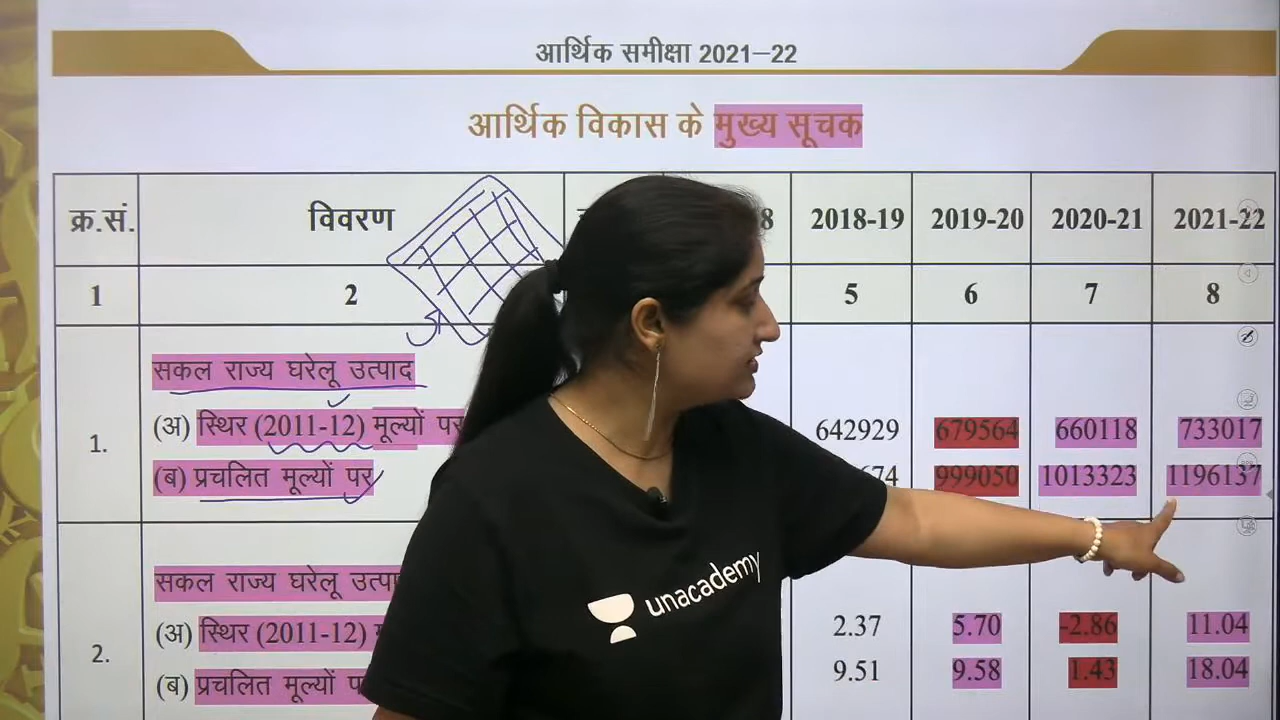 आर्थिक समीक्षा 2021–22
आर्थिक विकास के मुख्य सूचक
क्र.सं. विवरण 2018-19 2019-20 2020-21 2021-22
1 2 5 6 7 8
सकल राज्य घरेलू उत्पाद
1. (अ) स्थिर (2011-12) मूल्यों पर 642929 679564 660118 733017
(ब) प्रचलित मूल्यों पर 999050 1013323 1196137
सकल राज्य घरेलू
2. (अ) स्थिर (2011-12) 2.37 5.70 -2.86 11.04
(ब) प्रचलित मूल्यों 9.51 9.58 1.43 18.04
unacademy